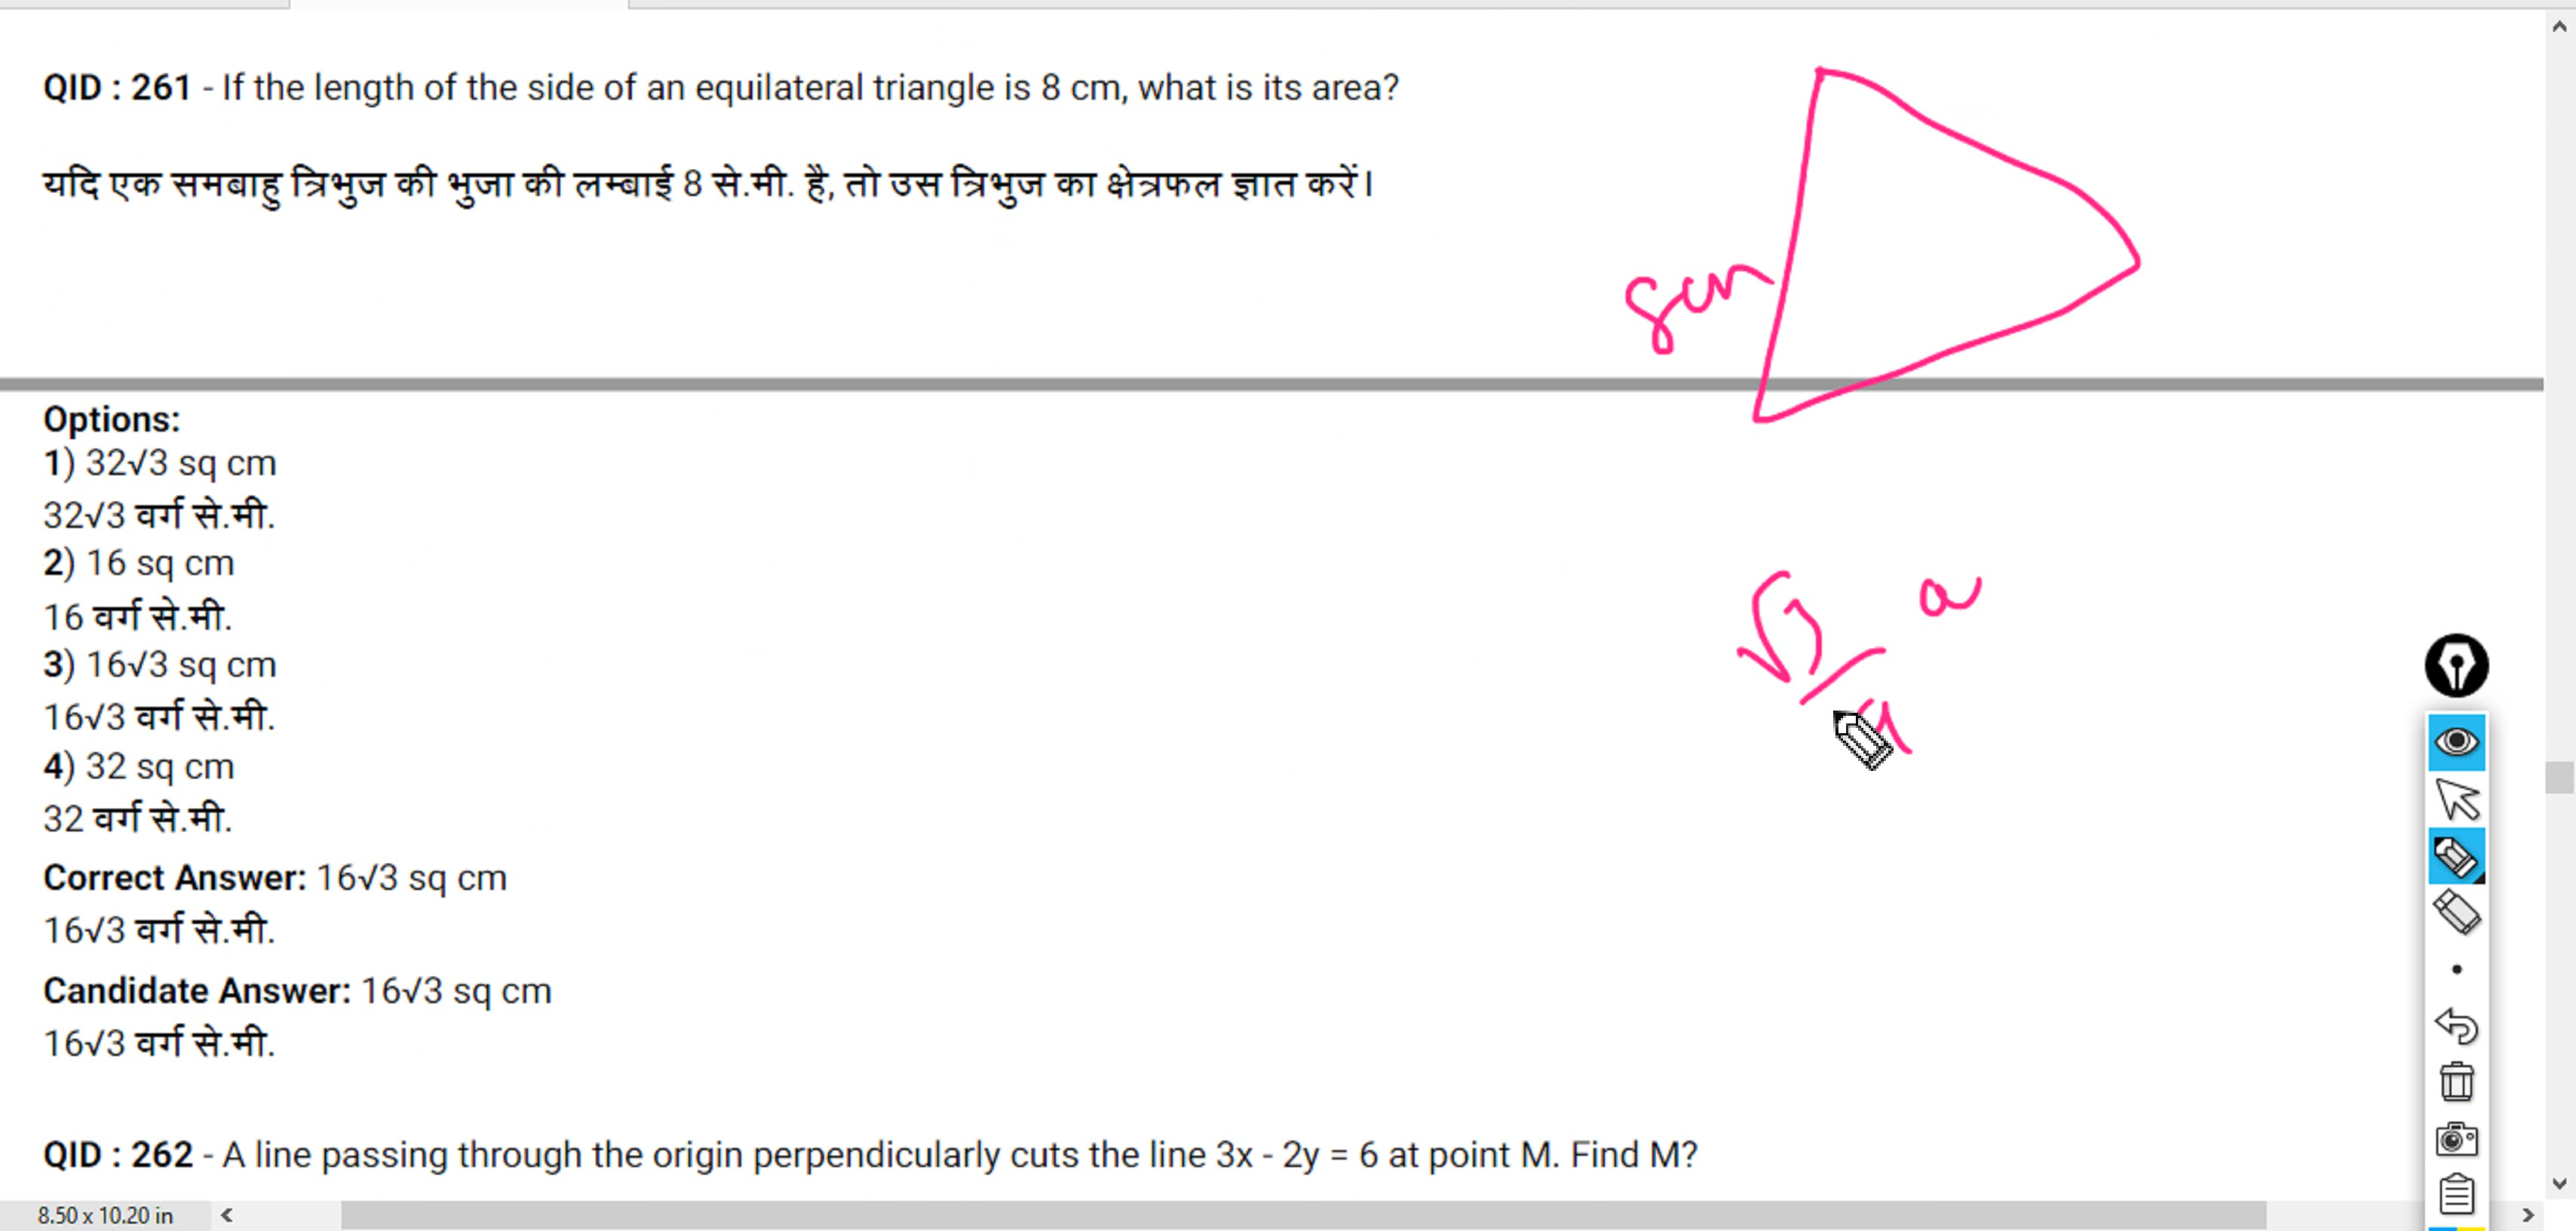 QID : 261 - If the length of the side of an equilateral triangle is 8 cm, what is its area?
यदि एक समबाहु त्रिभुज की भुजा की लम्बाई 8 से.मी. है, तो उस त्रिभुज का क्षेत्रफल ज्ञात करें।
8cm
Options:
1) 32√3 sq cm
32√3 वर्ग से.मी.
2) 16 sq cm
16 वर्ग से.मी.
3) 16√3 sq cm
16√3 वर्ग से.मी.
4) 32 sq cm
32 वर्ग से.मी.
√3 a
4
Correct Answer: 16√3 sq cm
16√3 वर्ग से.मी.
Candidate Answer: 16√3 sq cm
16√3 वर्ग से.मी.
QID : 262 - A line passing through the origin perpendicularly cuts the line 3x - 2y = 6 at point M. Find M?
8.50 x 10.20 in